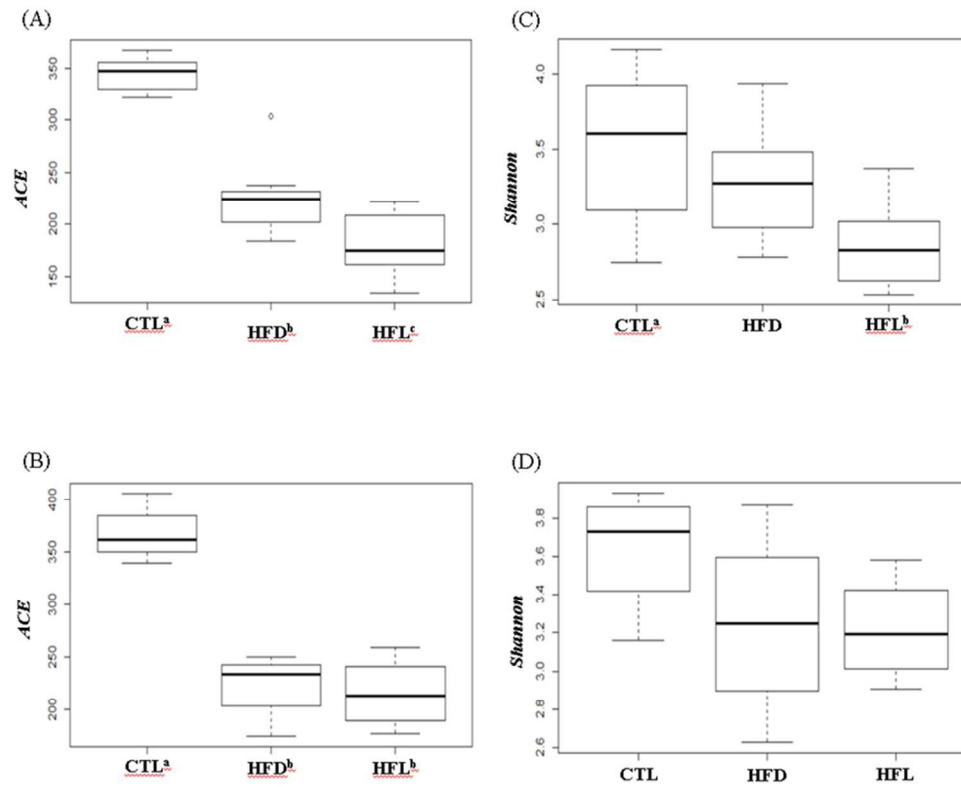 (A)
ACE
350
300
250
200
150
CTLᵃ HFDᵇ HFLᶜ
(C)
Shannon
4.0
3.5
3.0
2.5
CTLᵃ HFD HFLᵇ
(B)
ACE
400
350
300
250
200
CTLᵃ HFDᵇ HFLᵇ
(D)
Shannon
3.8
3.6
3.4
3.2
3.0
2.8
2.6
CTL HFD HFL